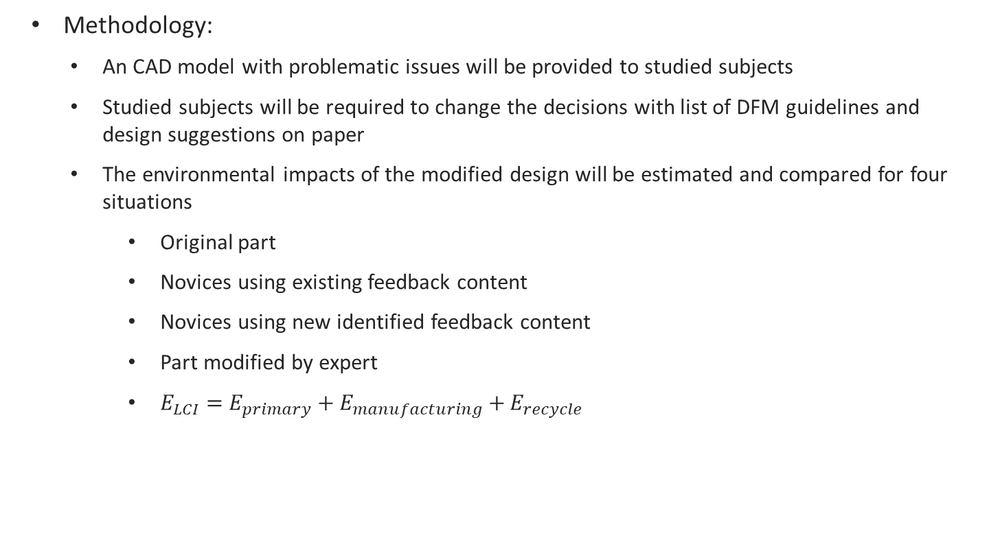 • Methodology:
• An CAD model with problematic issues will be provided to studied subjects
• Studied subjects will be required to change the decisions with list of DFM guidelines and
design suggestions on paper
• The environmental impacts of the modified design will be estimated and compared for four
situations
• Original part
• Novices using existing feedback content
• Novices using new identified feedback content
• Part modified by expert
• E_{LCI} = E_{primary} + E_{manufacturing} + E_{recycle}